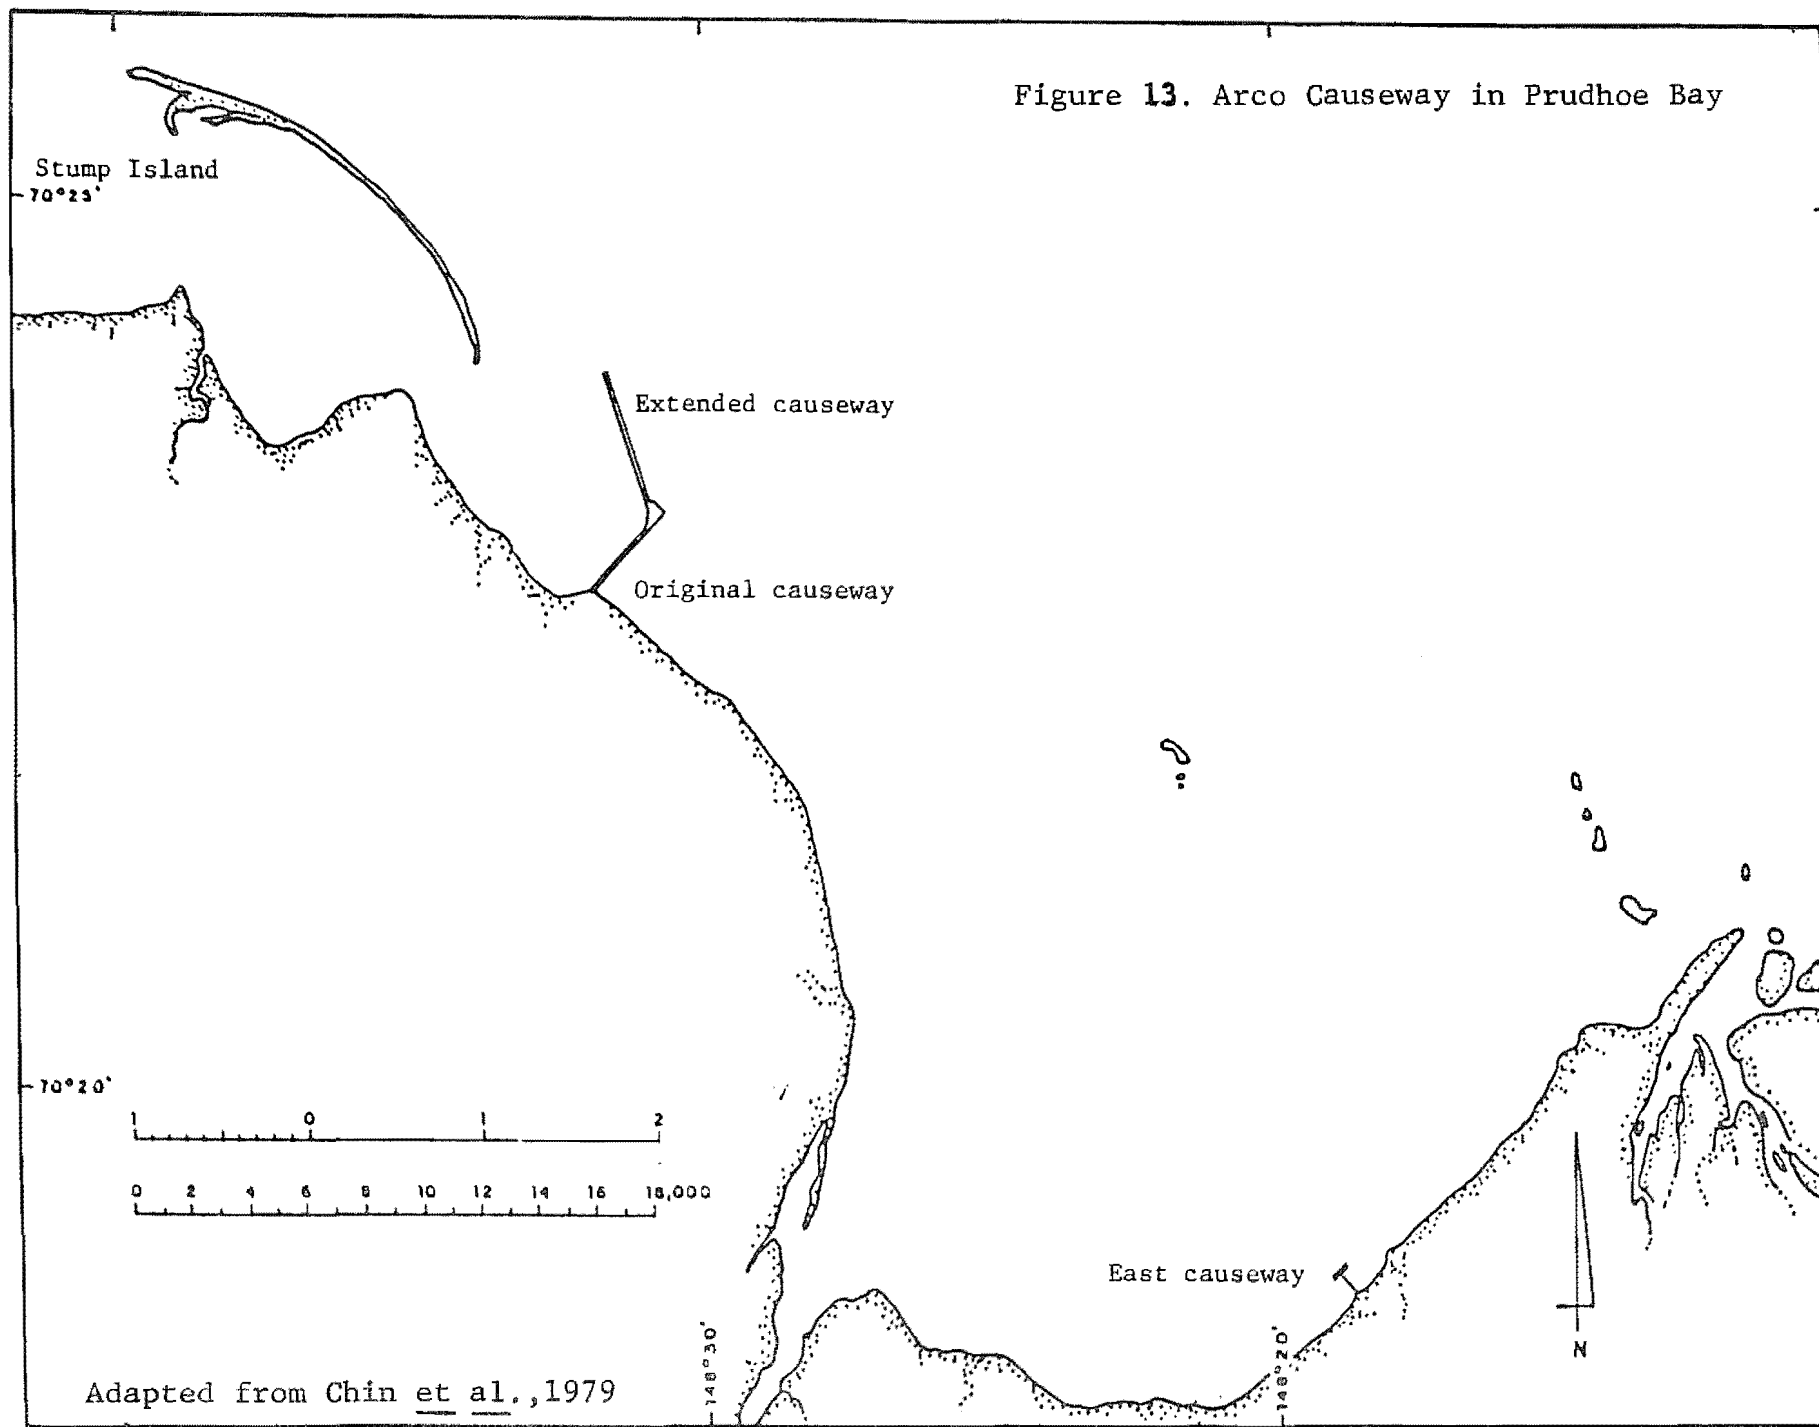 Figure 13. Arco Causeway in Prudhoe Bay
Stump Island
70°25'
Extended causeway
Original causeway
70°20'
1 0 1 2
0 2 4 6 8 10 12 14 16 18,000
East causeway
N
148°30'
148°20'
Adapted from Chin et al.,1979